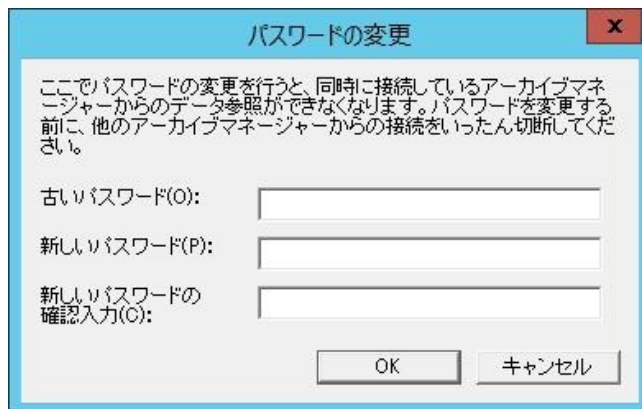 パスワードの変更
ここでパスワードの変更を行うと、同時に接続しているアーカイブマネ
ージャーからのデータ参照ができなくなります。パスワードを変更する
前に、他のアーカイブマネージャーからの接続をいったん切断してくだ
さい。
古いパスワード(O):
新しいパスワード(P):
新しいパスワードの
確認入力(C):
OK キャンセル